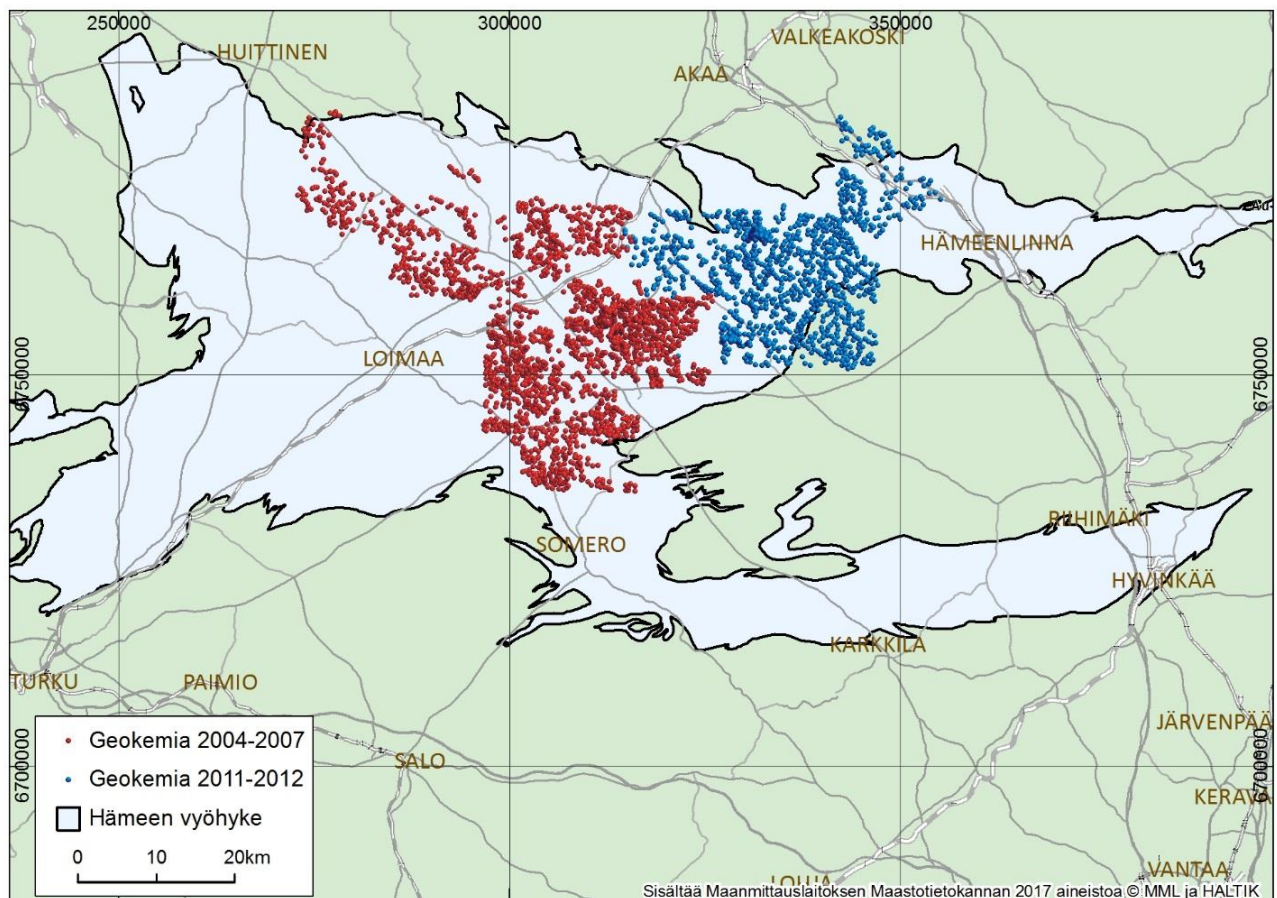 250000
300000
350000
HUITTINEN
VALKEAKOSKI
AKAA
HÄMEENLINNA
LOIMAA
6750000
6750000
SOMERO
RIIHIMÄKI
HYVINKÄÄ
KARKKILA
TURKU
PAIMIO
JÄRVENPÄÄ
SALO
6700000
6700000
KERAVA
VANTAA
Geokemia 2004-2007
Geokemia 2011-2012
Hämeen vyöhyke
0 10 20km
Sisältää Maanmittauslaitoksen Maastotietokannan 2017 aineistoa © MML ja HALTIK